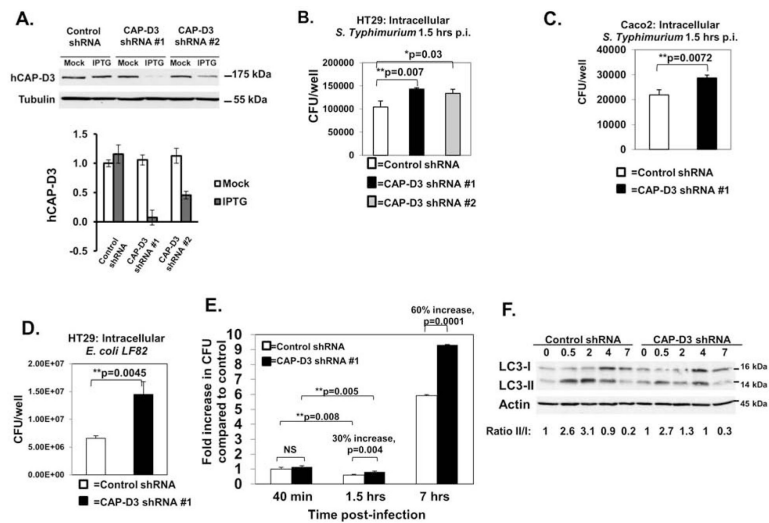 A.
Control shRNA
CAP-D3 shRNA #1
CAP-D3 shRNA #2
Mock IPTG Mock IPTG Mock IPTG
hCAP-D3
175 kDa
Tubulin
55 kDa
hCAP-D3
1.5
1.0
0.5
0.0
-0.5
Control shRNA
CAP-D3 shRNA #1
CAP-D3 shRNA #2
Mock
IPTG
B.
HT29: Intracellular
S. Typhimurium 1.5 hrs p.i.
*p=0.03
**p=0.007
CFU/well
200000
150000
100000
50000
0
=Control shRNA
=CAP-D3 shRNA #1
=CAP-D3 shRNA #2
C.
Caco2: Intracellular
S. Typhimurium 1.5 hrs p.i.
**p=0.0072
CFU/well
40000
30000
20000
10000
0
=Control shRNA
=CAP-D3 shRNA #1
D.
HT29: Intracellular
E. coli LF82
**p=0.0045
CFU/well
2.00E+07
1.50E+07
1.00E+07
5.00E+06
0.00E+00
=Control shRNA
=CAP-D3 shRNA #1
E.
60% increase,
p=0.0001
=Control shRNA
=CAP-D3 shRNA #1
Fold increase in CFU
compared to control
10
9
8
7
6
5
4
3
2
1
0
**p=0.005
**p=0.008
NS
30% increase,
p=0.004
40 min 1.5 hrs 7 hrs
Time post-infection
F.
Control shRNA CAP-D3 shRNA
0 0.5 2 4 7 0 0.5 2 4 7
LC3-I
16 kDa
LC3-II
14 kDa
Actin
45 kDa
Ratio II/I: 1 2.6 3.1 0.9 0.2 1 2.7 1.3 1 0.3